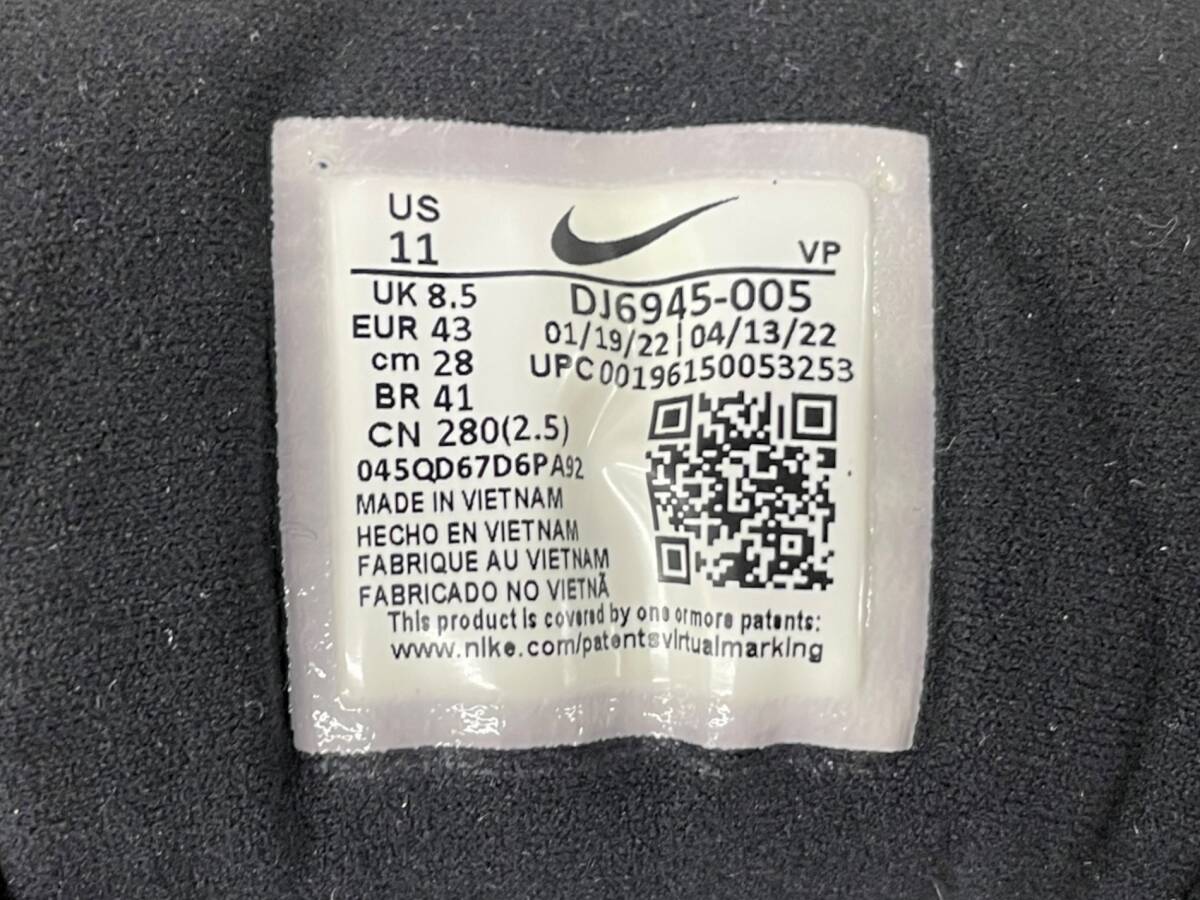 US
11
VP
UK 8.5
DJ6945-005
EUR 43
01/19/22|04/13/22
cm 28
UPC 00196150053253
BR 41
CN 280(2.5)
045QD67D6PA92
MADE IN VIETNAM
HECHO EN VIETNAM
FABRIQUE AU VIETNAM
FABRICADO NO VIETNÃ
This product is covered by one or more patents:
www.nike.com/patentsvirtualmarking